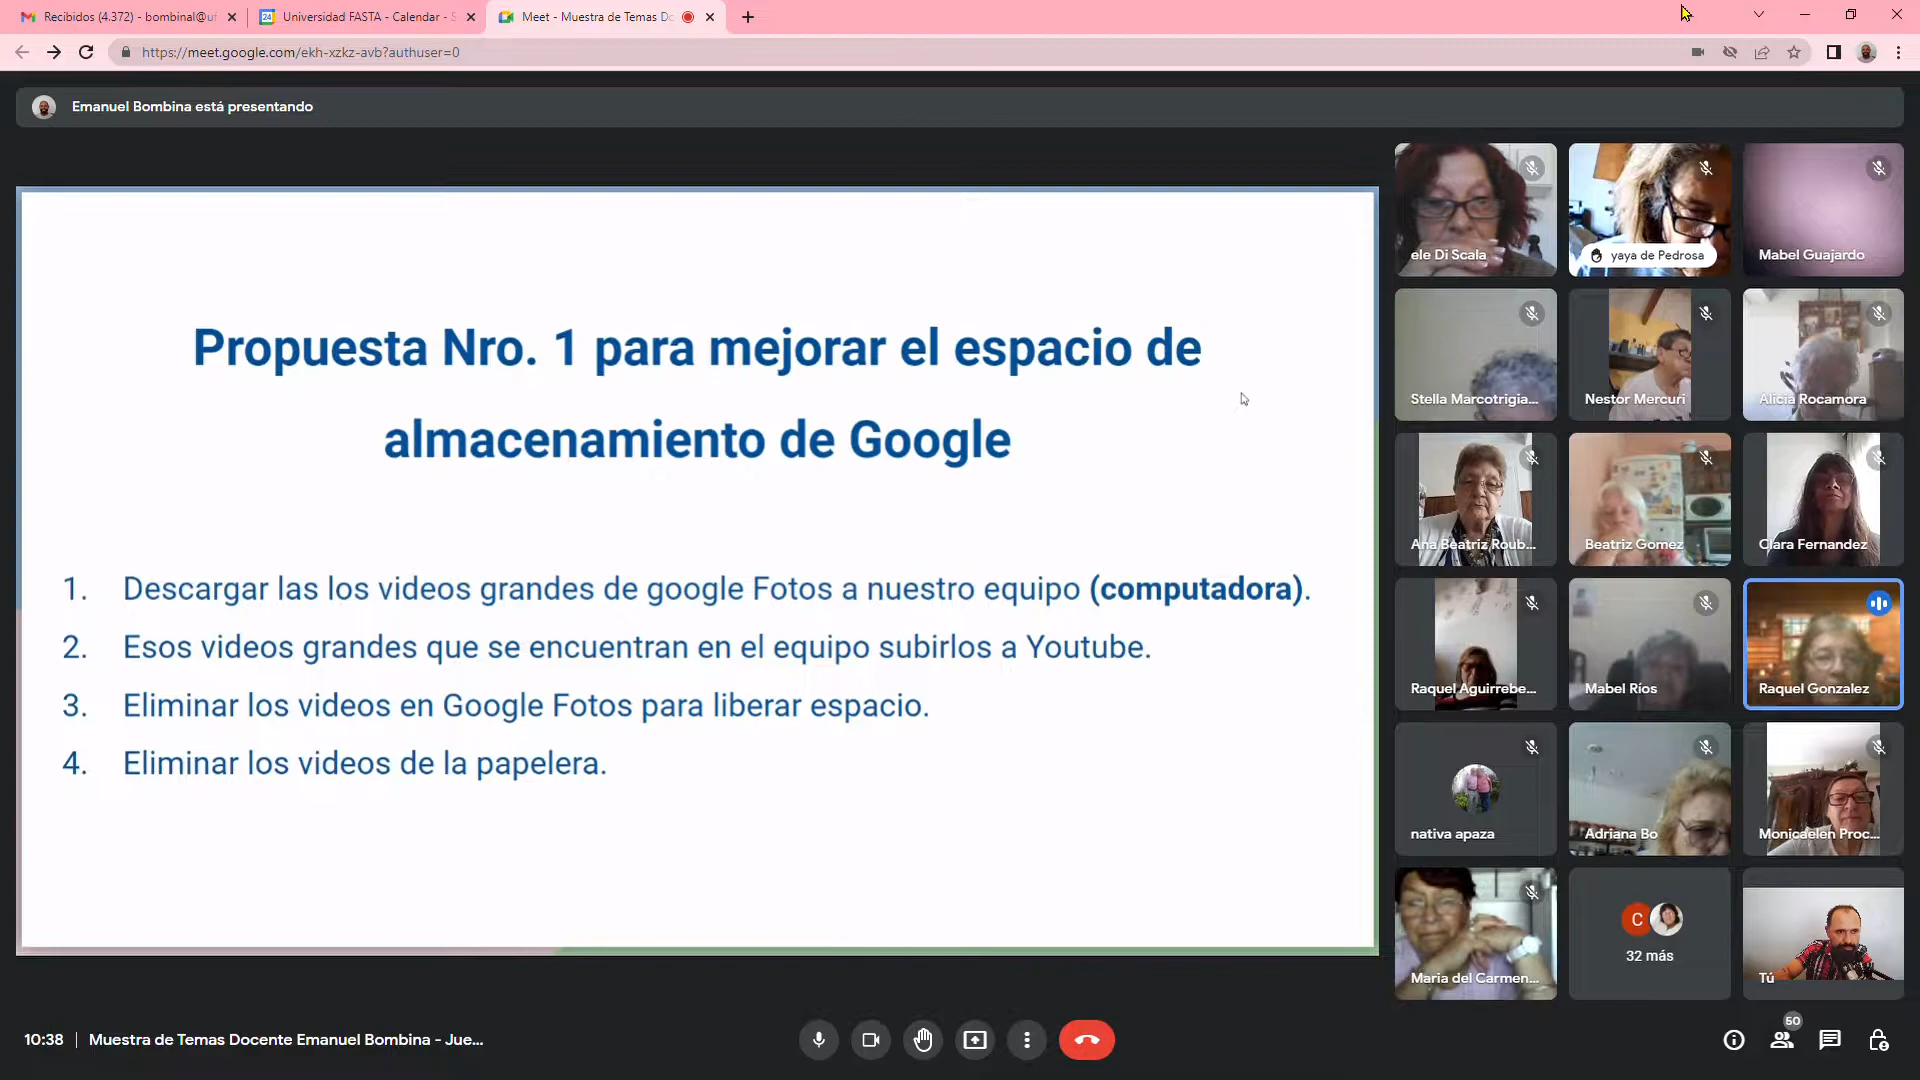 Recibidos (4.372) - bombinal@uf
Universidad FASTA - Calendar - S
Meet - Muestra de Temas Do
https://meet.google.com/ekh-xzkz-avb?authuser=0
Emanuel Bombina está presentando
Propuesta Nro. 1 para mejorar el espacio de
almacenamiento de Google
1. Descargar las los videos grandes de google Fotos a nuestro equipo (computadora).
2. Esos videos grandes que se encuentran en el equipo subirlos a Youtube.
3. Eliminar los videos en Google Fotos para liberar espacio.
4. Eliminar los videos de la papelera.
ele Di Scala
yaya de Pedrosa
Mabel Guajardo
Stella Marcotrigia...
Nestor Mercuri
Alicia Rocamora
Ana Beatriz Roub...
Beatriz Gomez
Clara Fernandez
Raquel Aguirrebe...
Mabel Ríos
Raquel Gonzalez
nativa apaza
Adriana Bo
Monicaelen Proc...
Maria del Carmen...
C
32 más
Tú
10:38
Muestra de Temas Docente Emanuel Bombina - Jue...
50